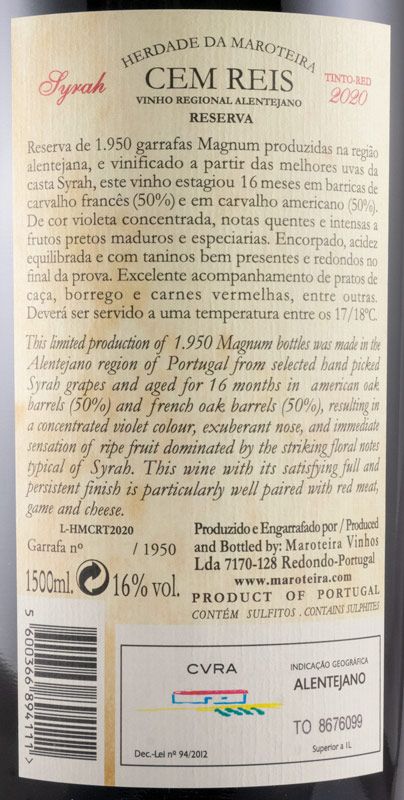 HERDADE DA MAROTEIRA
Syrah
CEM REIS
TINTO-RED
2020
VINHO REGIONAL ALENTEJANO
RESERVA
Reserva de 1.950 garrafas Magnum produzidas na região
alentejana, e vinificado a partir das melhores uvas da
casta Syrah, este vinho estagiou 16 meses em barricas de
carvalho francês (50%) e em carvalho americano (50%).
De cor violeta concentrada, notas quentes e intensas a
frutos pretos maduros e especiarias. Encorpado, acidez
equilibrada e com taninos bem presentes e redondos no
final da prova. Excelente acompanhamento de pratos de
caça, borrego e carnes vermelhas, entre outras.
Deverá ser servido a uma temperatura entre os 17/18ºC.
This limited production of 1.950 Magnum bottles was made in the
Alentejano region of Portugal from selected hand picked
Syrah grapes and aged for 16 months in american oak
barrels (50%) and french oak barrels (50%), resulting in
a concentrated violet colour, exuberant nose, and immediate
sensation of ripe fruit dominated by the striking floral notes
typical of Syrah. This wine with its satisfying full and
persistent finish is particularly well paired with red meat,
game and cheese.
L-HMCRT2020
Garrafa nº / 1950
1500ml. 16% vol.
Produzido e Engarrafado por / Produced
and Bottled by: Maroteira Vinhos
Lda 7170-128 Redondo-Portugal
www.maroteira.com
PRODUCT OF PORTUGAL
CONTÉM SULFITOS . CONTAINS SULPHITES
5 600366 894111 >
CVRA
Dec.-Lei nº 94/2012
INDICAÇÃO GEOGRÁFICA
ALENTEJANO
TO 8676099
Superior a 1L